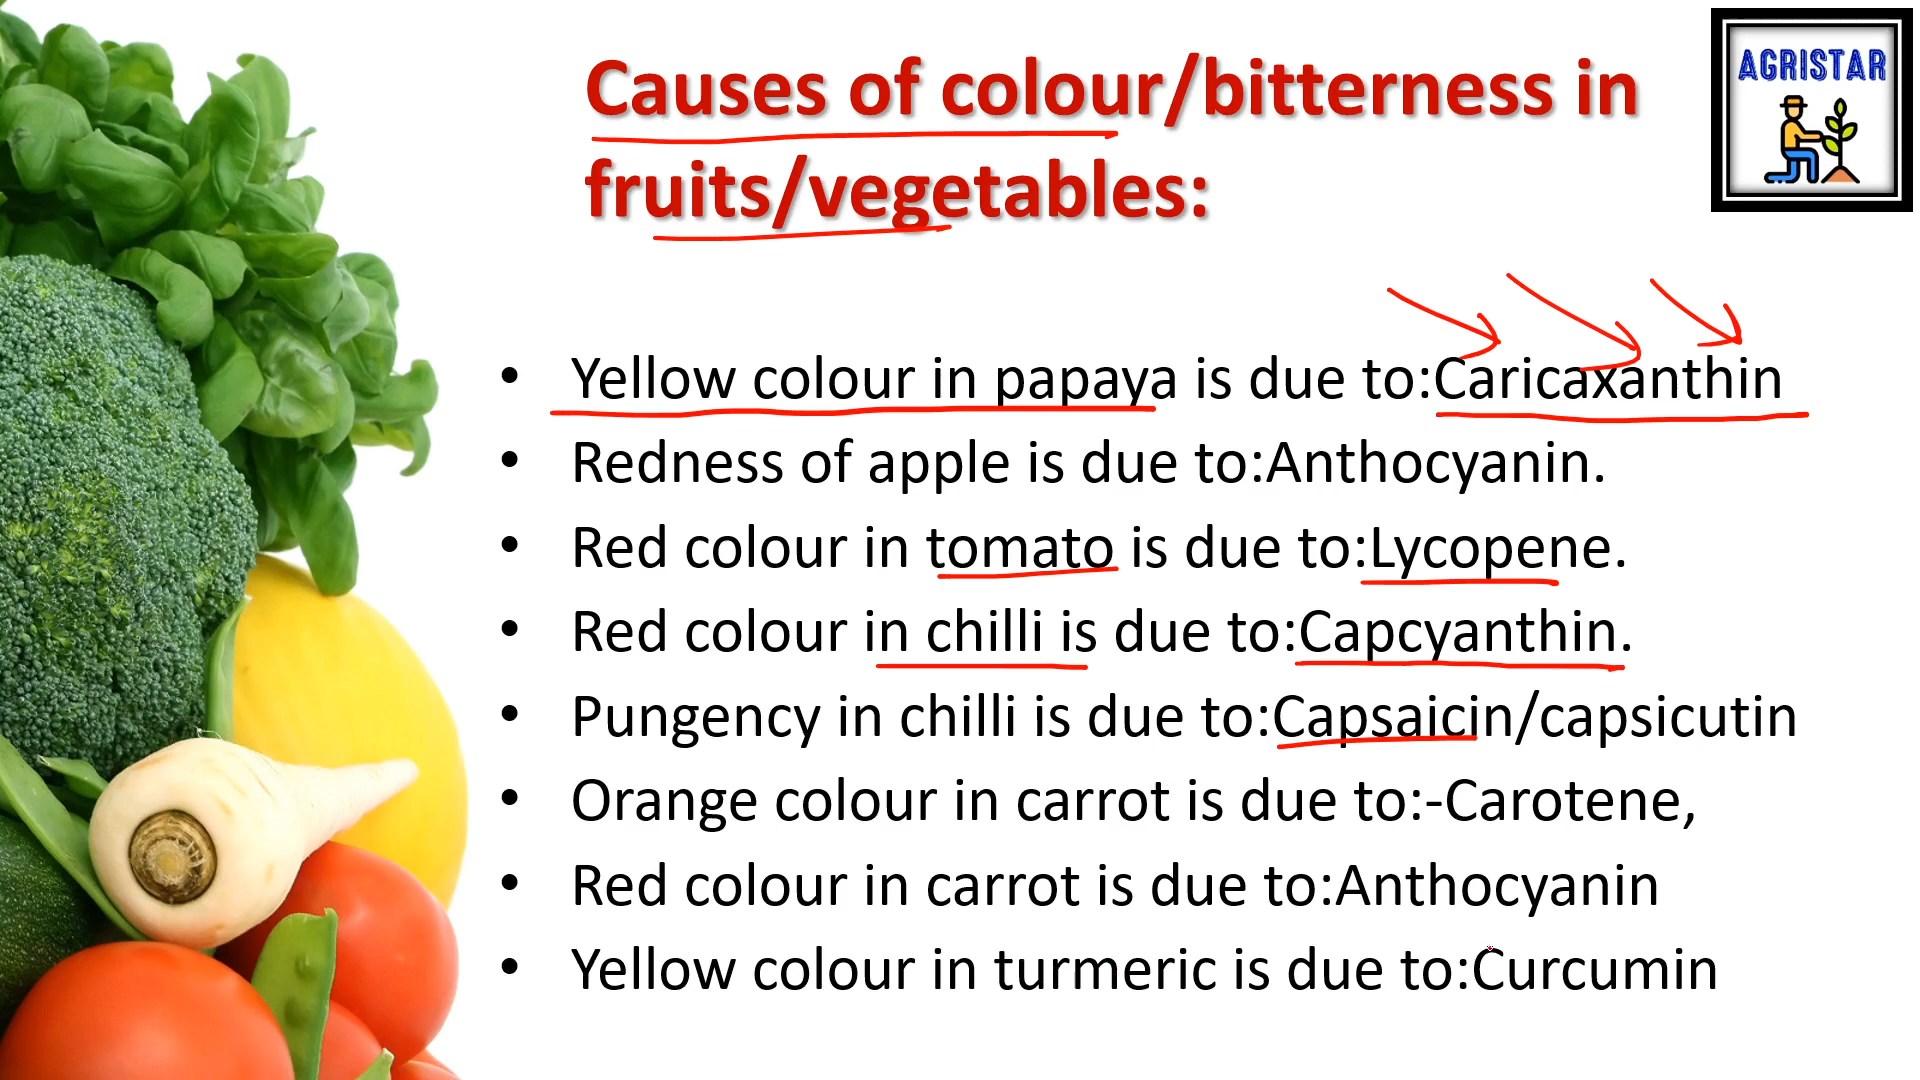 Causes of colour/bitterness in
fruits/vegetables:
AGRISTAR
• Yellow colour in papaya is due to:Caricaxanthin
• Redness of apple is due to:Anthocyanin.
• Red colour in tomato is due to:Lycopene.
• Red colour in chilli is due to:Capcyanthin.
• Pungency in chilli is due to:Capsaicin/capsicutin
• Orange colour in carrot is due to:-Carotene,
• Red colour in carrot is due to:Anthocyanin
• Yellow colour in turmeric is due to:Curcumin